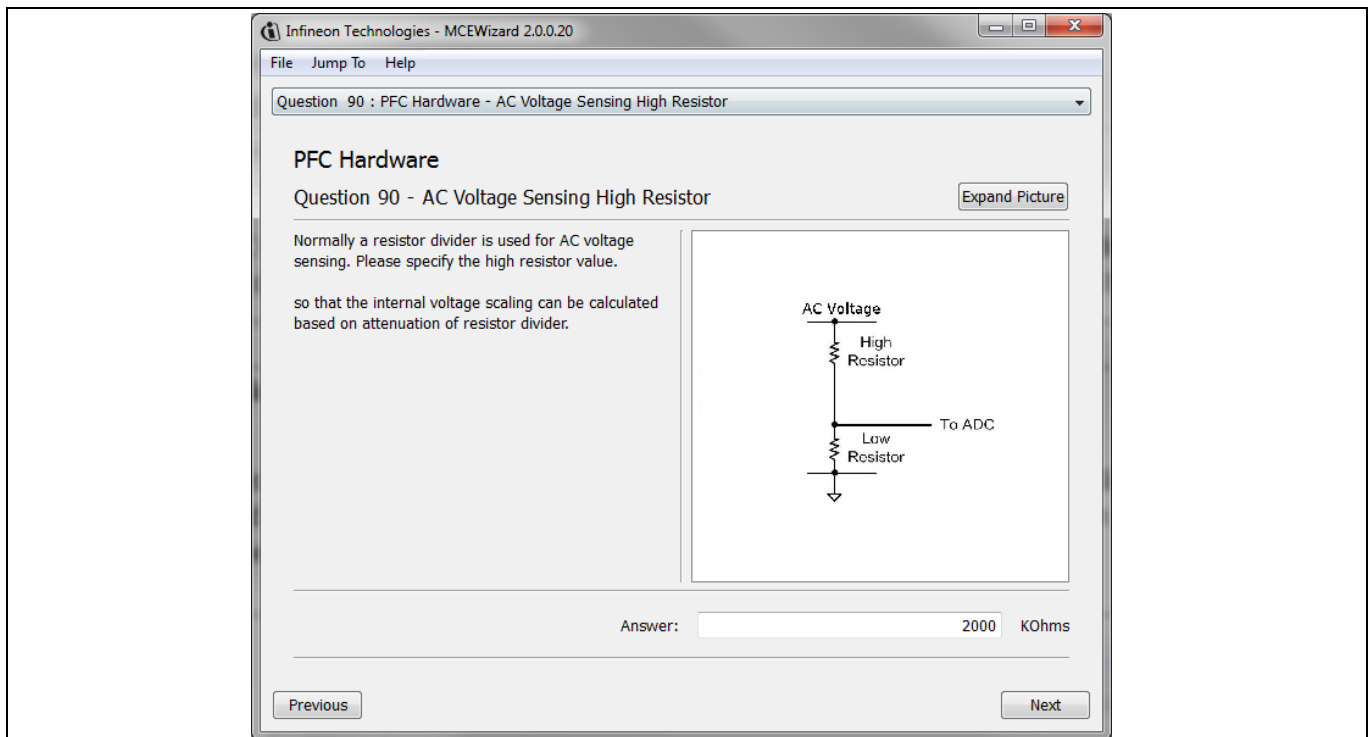 Infineon Technologies - MCEWizard 2.0.0.20
File Jump To Help
Question 90 : PFC Hardware - AC Voltage Sensing High Resistor
PFC Hardware
Question 90 - AC Voltage Sensing High Resistor
Expand Picture
Normally a resistor divider is used for AC voltage
sensing. Please specify the high resistor value.
so that the internal voltage scaling can be calculated
based on attenuation of resistor divider.
AC Voltage
High
Resistor
To ADC
Low
Resistor
Answer: 2000 KOhms
Previous Next